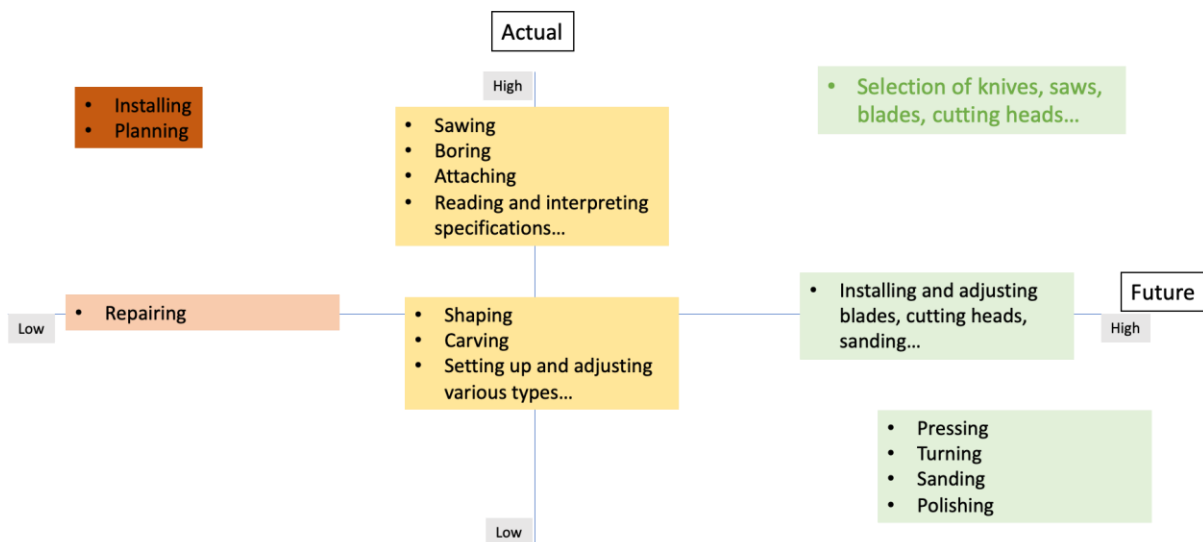 Actual
High
• Installing
• Planning
• Sawing
• Boring
• Attaching
• Reading and interpreting
specifications…
• Selection of knives, saws,
blades, cutting heads…
Low
• Repairing
• Shaping
• Carving
• Setting up and adjusting
various types…
• Installing and adjusting
blades, cutting heads,
sanding…
Future
High
• Pressing
• Turning
• Sanding
• Polishing
Low